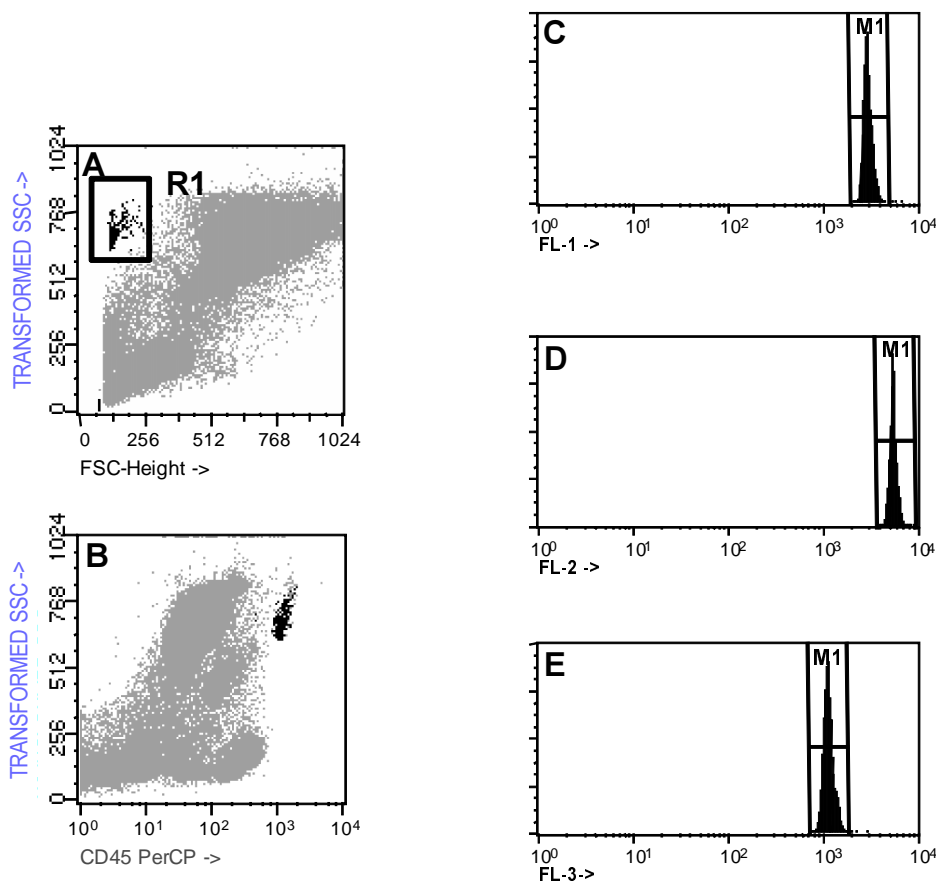 A
R1
TRANSFORMED SSC->
1024
768
512
256
0
0 256 512 768 1024
FSC-Height ->
B
TRANSFORMED SSC->
1024
768
512
256
0
10⁰ 10¹ 10² 10³ 10⁴
CD45 PerCP ->
C
M1
10⁰ 10¹ 10² 10³ 10⁴
FL-1 ->
D
M1
10⁰ 10¹ 10² 10³ 10⁴
FL-2 ->
E
M1
10⁰ 10¹ 10² 10³ 10⁴
FL-3->